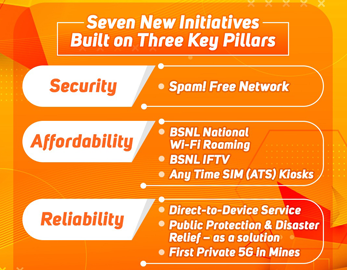 Seven New Initiatives
Built on Three Key Pillars
Security
Spam! Free Network
Affordability
BSNL National
Wi-Fi Roaming
BSNL IFTV
Any Time SIM (ATS) Kiosks
Reliability
Direct-to-Device Service
Public Protection & Disaster
Relief – as a solution
First Private 5G in Mines